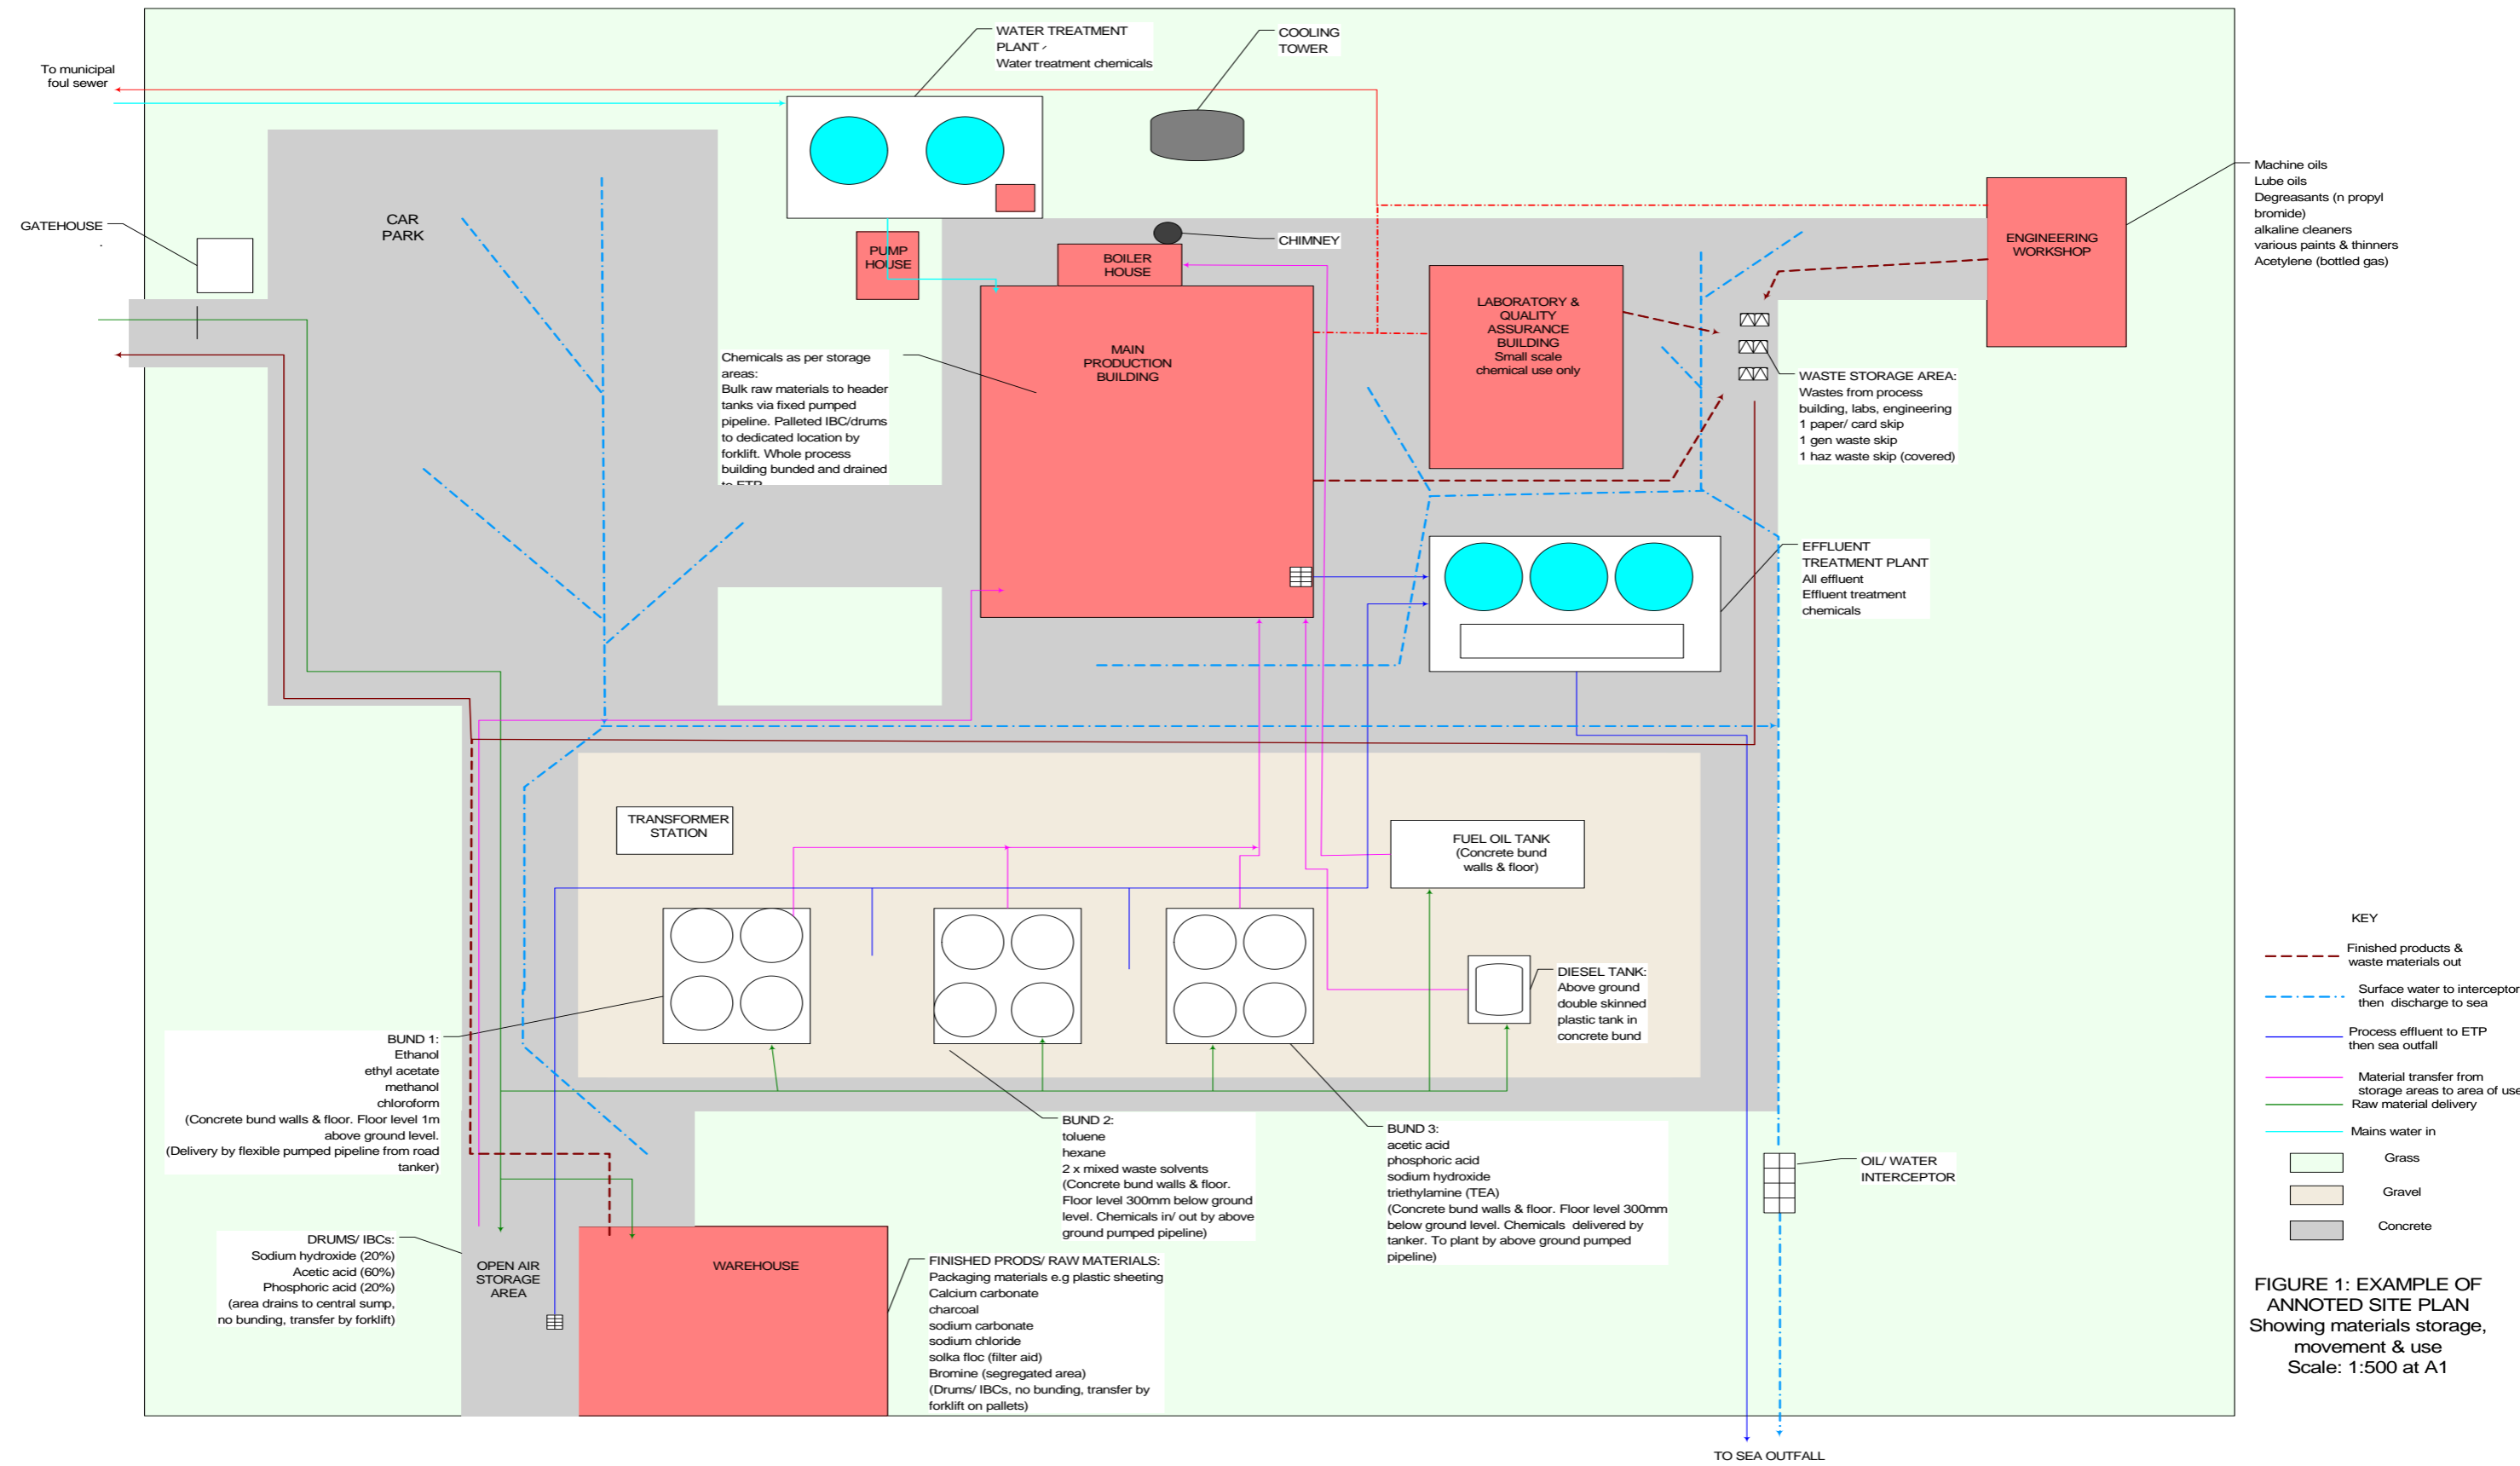 WATER TREATMENT
PLANT -
Water treatment chemicals
COOLING
TOWER
To municipal
foul sewer
Machine oils
Lube oils
Degreasants (n propyl
bromide)
alkaline cleaners
various paints & thinners
Acetylene (bottled gas)
GATEHOUSE
.
CAR
PARK
PUMP
HOUSE
BOILER
HOUSE
CHIMNEY
ENGINEERING
WORKSHOP
LABORATORY &
QUALITY
ASSURANCE
BUILDING
Small scale
chemical use only
MAIN
PRODUCTION
BUILDING
Chemicals as per storage
areas:
Bulk raw materials to header
tanks via fixed pumped
pipeline. Palleted IBC/drums
to dedicated location by
forklift. Whole process
building bunded and drained
to ETP
WASTE STORAGE AREA:
Wastes from process
building, labs, engineering
1 paper/ card skip
1 gen waste skip
1 haz waste skip (covered)
EFFLUENT
TREATMENT PLANT
All effluent
Effluent treatment
chemicals
TRANSFORMER
STATION
FUEL OIL TANK
(Concrete bund
walls & floor)
DIESEL TANK:
Above ground
double skinned
plastic tank in
concrete bund
BUND 1:
Ethanol
ethyl acetate
methanol
chloroform
(Concrete bund walls & floor. Floor level 1m
above ground level.
(Delivery by flexible pumped pipeline from road
tanker)
BUND 2:
toluene
hexane
2 x mixed waste solvents
(Concrete bund walls & floor.
Floor level 300mm below ground
level. Chemicals in/ out by above
ground pumped pipeline)
BUND 3:
acetic acid
phosphoric acid
sodium hydroxide
triethylamine (TEA)
(Concrete bund walls & floor. Floor level 300mm
below ground level. Chemicals delivered by
tanker. To plant by above ground pumped
pipeline)
OIL/ WATER
INTERCEPTOR
DRUMS/ IBCs:
Sodium hydroxide (20%)
Acetic acid (60%)
Phosphoric acid (20%)
(area drains to central sump,
no bunding, transfer by forklift)
OPEN AIR
STORAGE
AREA
WAREHOUSE
FINISHED PRODS/ RAW MATERIALS:
Packaging materials e.g plastic sheeting
Calcium carbonate
charcoal
sodium carbonate
sodium chloride
solka floc (filter aid)
Bromine (segregated area)
(Drums/ IBCs, no bunding, transfer by
forklift on pallets)
TO SEA OUTFALL
KEY
Finished products &
waste materials out
Surface water to interceptor
then discharge to sea
Process effluent to ETP
then sea outfall
Material transfer from
storage areas to area of use
Raw material delivery
Mains water in
Grass
Gravel
Concrete
FIGURE 1: EXAMPLE OF
ANNOTED SITE PLAN
Showing materials storage,
movement & use
Scale: 1:500 at A1